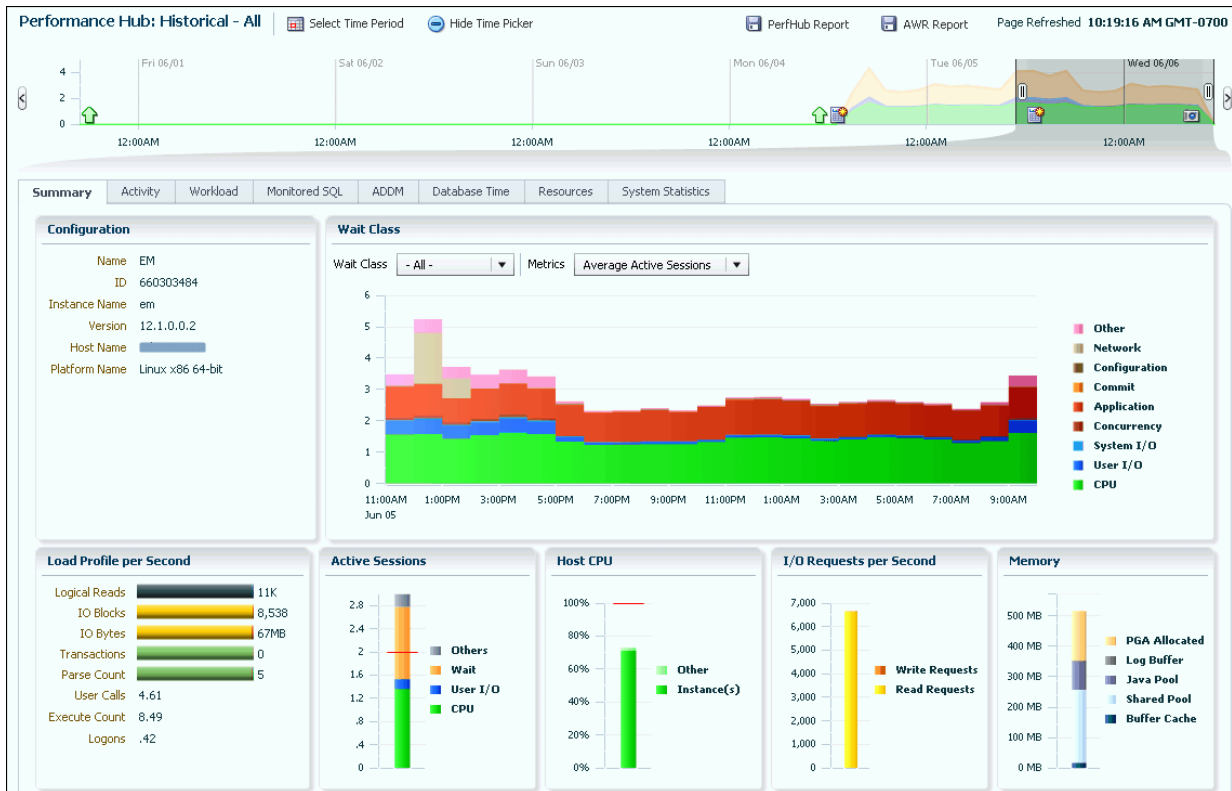 Performance Hub: Historical - All
Select Time Period
Hide Time Picker
PerfHub Report
AWR Report
Page Refreshed 10:19:16 AM GMT-0700
Fri 06/01
Sat 06/02
Sun 06/03
Mon 06/04
Tue 06/05
Wed 06/06
4
2
0
12:00AM
12:00AM
12:00AM
12:00AM
12:00AM
12:00AM
Summary
Activity
Workload
Monitored SQL
ADDM
Database Time
Resources
System Statistics
Configuration
Name EM
ID 660303484
Instance Name em
Version 12.1.0.0.2
Host Name
Platform Name Linux x86 64-bit
Wait Class
Wait Class - All - Metrics Average Active Sessions
6
5
4
3
2
1
0
11:00AM 1:00PM 3:00PM 5:00PM 7:00PM 9:00PM 11:00PM 1:00AM 3:00AM 5:00AM 7:00AM 9:00AM
Jun 05
Other
Network
Configuration
Commit
Application
Concurrency
System I/O
User I/O
CPU
Load Profile per Second
Logical Reads 11K
IO Blocks 8,538
IO Bytes 67MB
Transactions 0
Parse Count 5
User Calls 4.61
Execute Count 8.49
Logons .42
Active Sessions
2.8
2.4
2
1.6
1.2
.8
.4
0
Others
Wait
User I/O
CPU
Host CPU
100%
80%
60%
40%
20%
0%
Other
Instance(s)
I/O Requests per Second
7,000
6,000
5,000
4,000
3,000
2,000
1,000
0
Write Requests
Read Requests
Memory
500 MB
400 MB
300 MB
200 MB
100 MB
0 MB
PGA Allocated
Log Buffer
Java Pool
Shared Pool
Buffer Cache